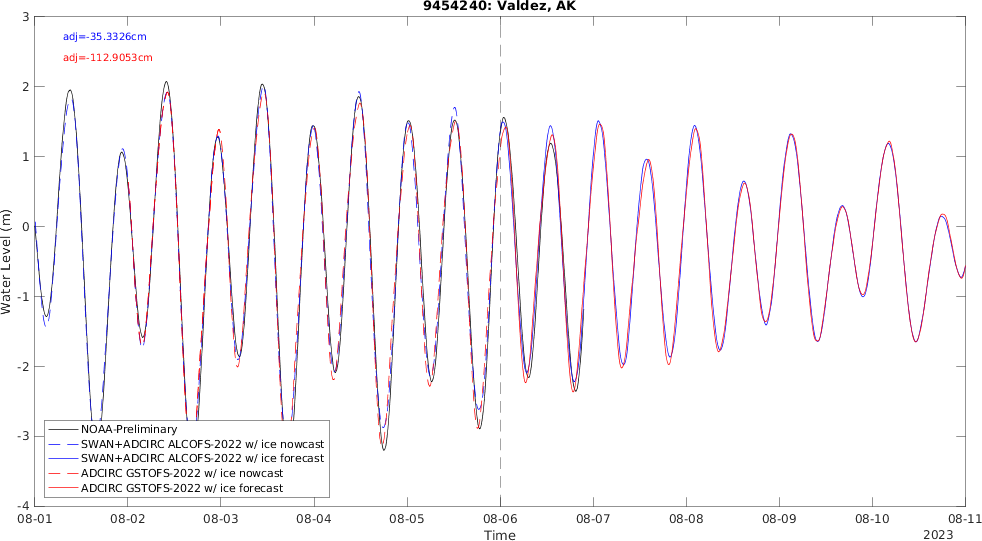 9454240: Valdez, AK
adj=-35.3326cm
adj=-112.9053cm
3
2
1
0
-1
-2
-3
-4
Water Level (m)
NOAA-Preliminary
SWAN+ADCIRC ALCOFS-2022 w/ ice nowcast
SWAN+ADCIRC ALCOFS-2022 w/ ice forecast
ADCIRC GSTOFS-2022 w/ ice nowcast
ADCIRC GSTOFS-2022 w/ ice forecast
08-01 08-02 08-03 08-04 08-05 08-06 08-07 08-08 08-09 08-10 08-11
Time
2023